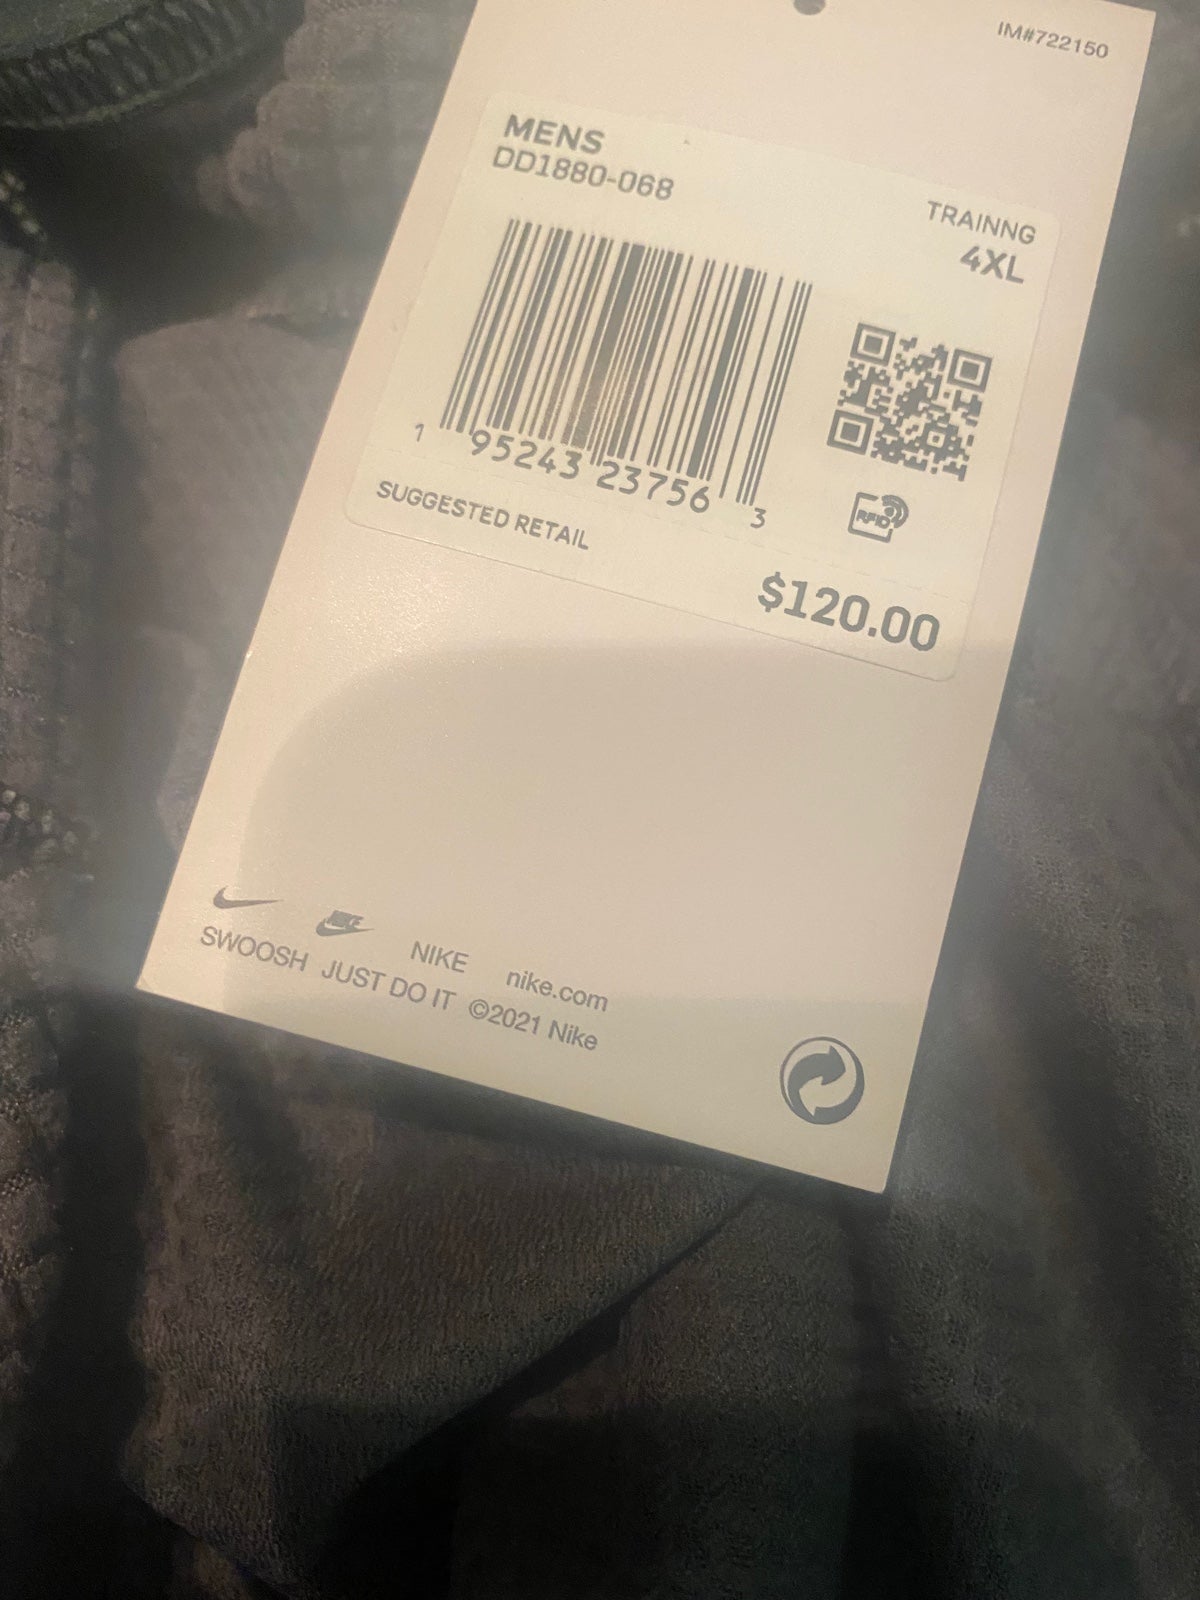 IM#722150
MENS
DD1880-068
TRAINNG
4XL
1 95243 23756 3
RFID
SUGGESTED RETAIL
$120.00
NIKE NIKE nike.com
SWOOSH JUST DO IT ©2021 Nike